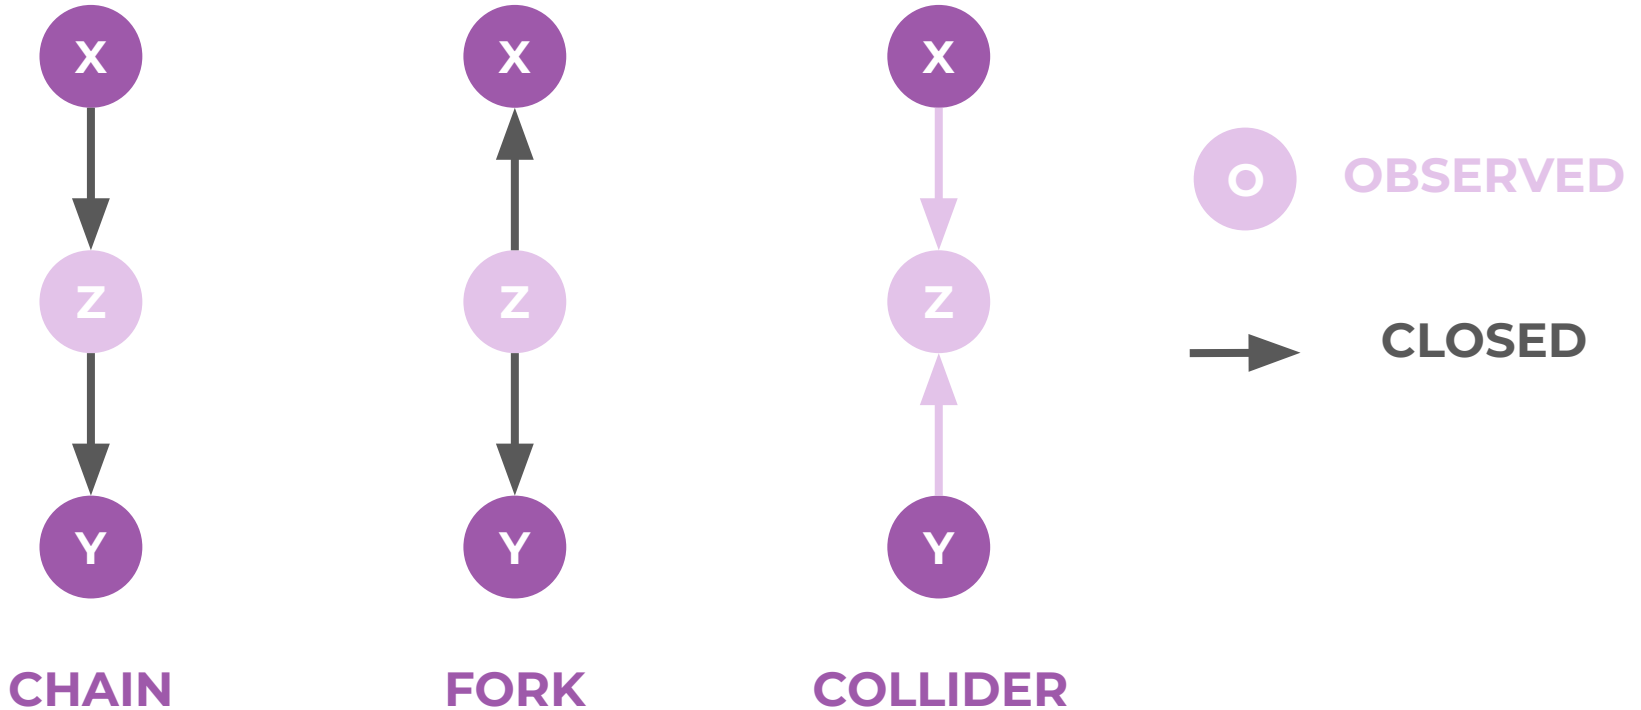 X
Z
Y
CHAIN
X
Z
Y
FORK
X
Z
Y
COLLIDER
O OBSERVED
CLOSED